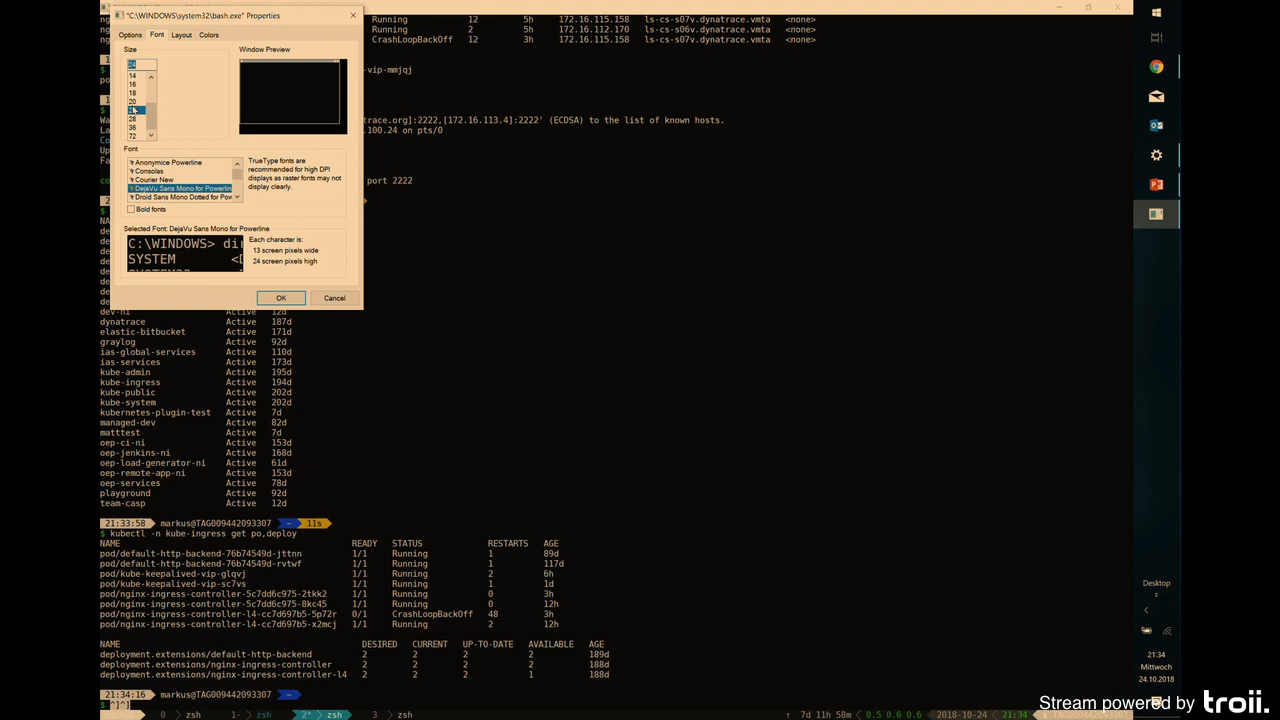 "C:\WINDOWS\system32\bash.exe" Properties
Options Font Layout Colors
Size
24
14
16
18
20
28
36
72
Window Preview
Font
Anonymice Powerline
Consolas
Courier New
DejaVu Sans Mono for Powerlin
Droid Sans Mono Dotted for Pow
Bold fonts
TrueType fonts are
recommended for high DPI
displays as raster fonts may not
display clearly.
Selected Font: DejaVu Sans Mono for Powerline
C:\WINDOWS> di
SYSTEM <D
Each character is:
13 screen pixels wide
24 screen pixels high
OK Cancel
Running 12 5h 172.16.115.158 ls-cs-s07v.dynatrace.vmta <none>
Running 2 5h 172.16.112.170 ls-cs-s06v.dynatrace.vmta <none>
CrashLoopBackOff 12 3h 172.16.115.158 ls-cs-s07v.dynatrace.vmta <none>
-vip-mmjqj
trace.org]:2222,[172.16.113.4]:2222' (ECDSA) to the list of known hosts.
.100.24 on pts/0
port 2222
dev-ni Active 12d
dynatrace Active 187d
elastic-bitbucket Active 171d
graylog Active 92d
ias-global-services Active 110d
ias-services Active 173d
kube-admin Active 195d
kube-ingress Active 194d
kube-public Active 202d
kube-system Active 202d
kubernetes-plugin-test Active 7d
managed-dev Active 82d
matttest Active 7d
oep-ci-ni Active 153d
oep-jenkins-ni Active 168d
oep-load-generator-ni Active 61d
oep-remote-app-ni Active 153d
oep-services Active 78d
playground Active 92d
team-casp Active 12d
21:33:58 markus@TAG009442093307 ~ 11s
$ kubectl -n kube-ingress get po,deploy
NAME READY STATUS RESTARTS AGE
pod/default-http-backend-76b74549d-jttnn 1/1 Running 1 89d
pod/default-http-backend-76b74549d-rvtwf 1/1 Running 1 117d
pod/kube-keepalived-vip-glqvj 1/1 Running 2 6h
pod/kube-keepalived-vip-sc7vs 1/1 Running 1 1d
pod/nginx-ingress-controller-5c7dd6c975-2tkk2 1/1 Running 0 3h
pod/nginx-ingress-controller-5c7dd6c975-8kc45 1/1 Running 0 12h
pod/nginx-ingress-controller-l4-cc7d697b5-5p72r 0/1 CrashLoopBackOff 48 3h
pod/nginx-ingress-controller-l4-cc7d697b5-x2mcj 1/1 Running 2 12h
NAME DESIRED CURRENT UP-TO-DATE AVAILABLE AGE
deployment.extensions/default-http-backend 2 2 2 2 189d
deployment.extensions/nginx-ingress-controller 2 2 2 2 188d
deployment.extensions/nginx-ingress-controller-l4 2 2 2 1 188d
21:34:16 markus@TAG009442093307 ~
$ ^]^]
0 zsh 1- zsh 2* zsh 3 zsh ↑ 7d 11h 58m 0.5 0.6 0.6 2018-10-24 21:34
Desktop
21:34
Mittwoch
24.10.2018
Stream powered by troii.